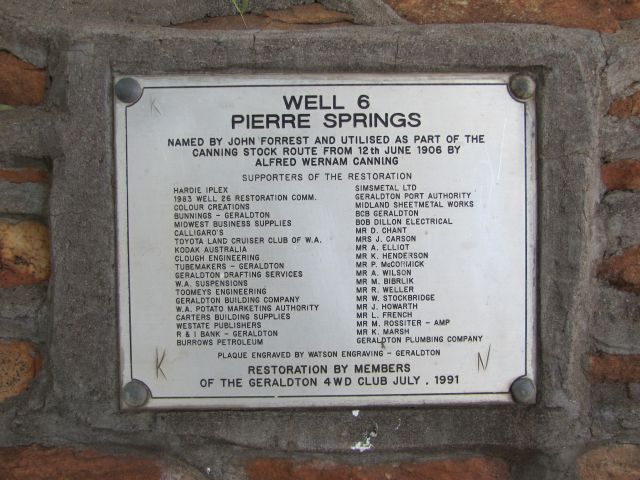 WELL 6
PIERRE SPRINGS
NAMED BY JOHN FORREST AND UTILISED AS PART OF THE
CANNING STOCK ROUTE FROM 12th JUNE 1906 BY
ALFRED WERNAM CANNING
SUPPORTERS OF THE RESTORATION
HARDIE IPLEX
1983 WELL 26 RESTORATION COMM.
COLOUR CREATIONS
BUNNINGS - GERALDTON
MIDWEST BUSINESS SUPPLIES
CALLIGARO'S
TOYOTA LAND CRUISER CLUB OF W.A.
KODAK AUSTRALIA
CLOUGH ENGINEERING
TUBEMAKERS - GERALDTON
GERALDTON DRAFTING SERVICES
W.A. SUSPENSIONS
TOOMEYS ENGINEERING
GERALDTON BUILDING COMPANY
W.A. POTATO MARKETING AUTHORITY
CARTERS BUILDING SUPPLIES
WESTATE PUBLISHERS
R & I BANK - GERALDTON
BURROWS PETROLEUM
SIMSMETAL LTD
GERALDTON PORT AUTHORITY
MIDLAND SHEETMETAL WORKS
BCB GERALDTON
BOB DILLON ELECTRICAL
MR D. CHANT
MRS J. CARSON
MR A. ELLIOT
MR K. HENDERSON
MR P. McCORMICK
MR A. WILSON
MR M. BIBRLIK
MR R. WELLER
MR W. STOCKBRIDGE
MR J. HOWARTH
MR L. FRENCH
MR M. ROSSITER - AMP
MR K. MARSH
GERALDTON PLUMBING COMPANY
PLAQUE ENGRAVED BY WATSON ENGRAVING - GERALDTON
RESTORATION BY MEMBERS
OF THE GERALDTON 4WD CLUB JULY . 1991
K
K
N